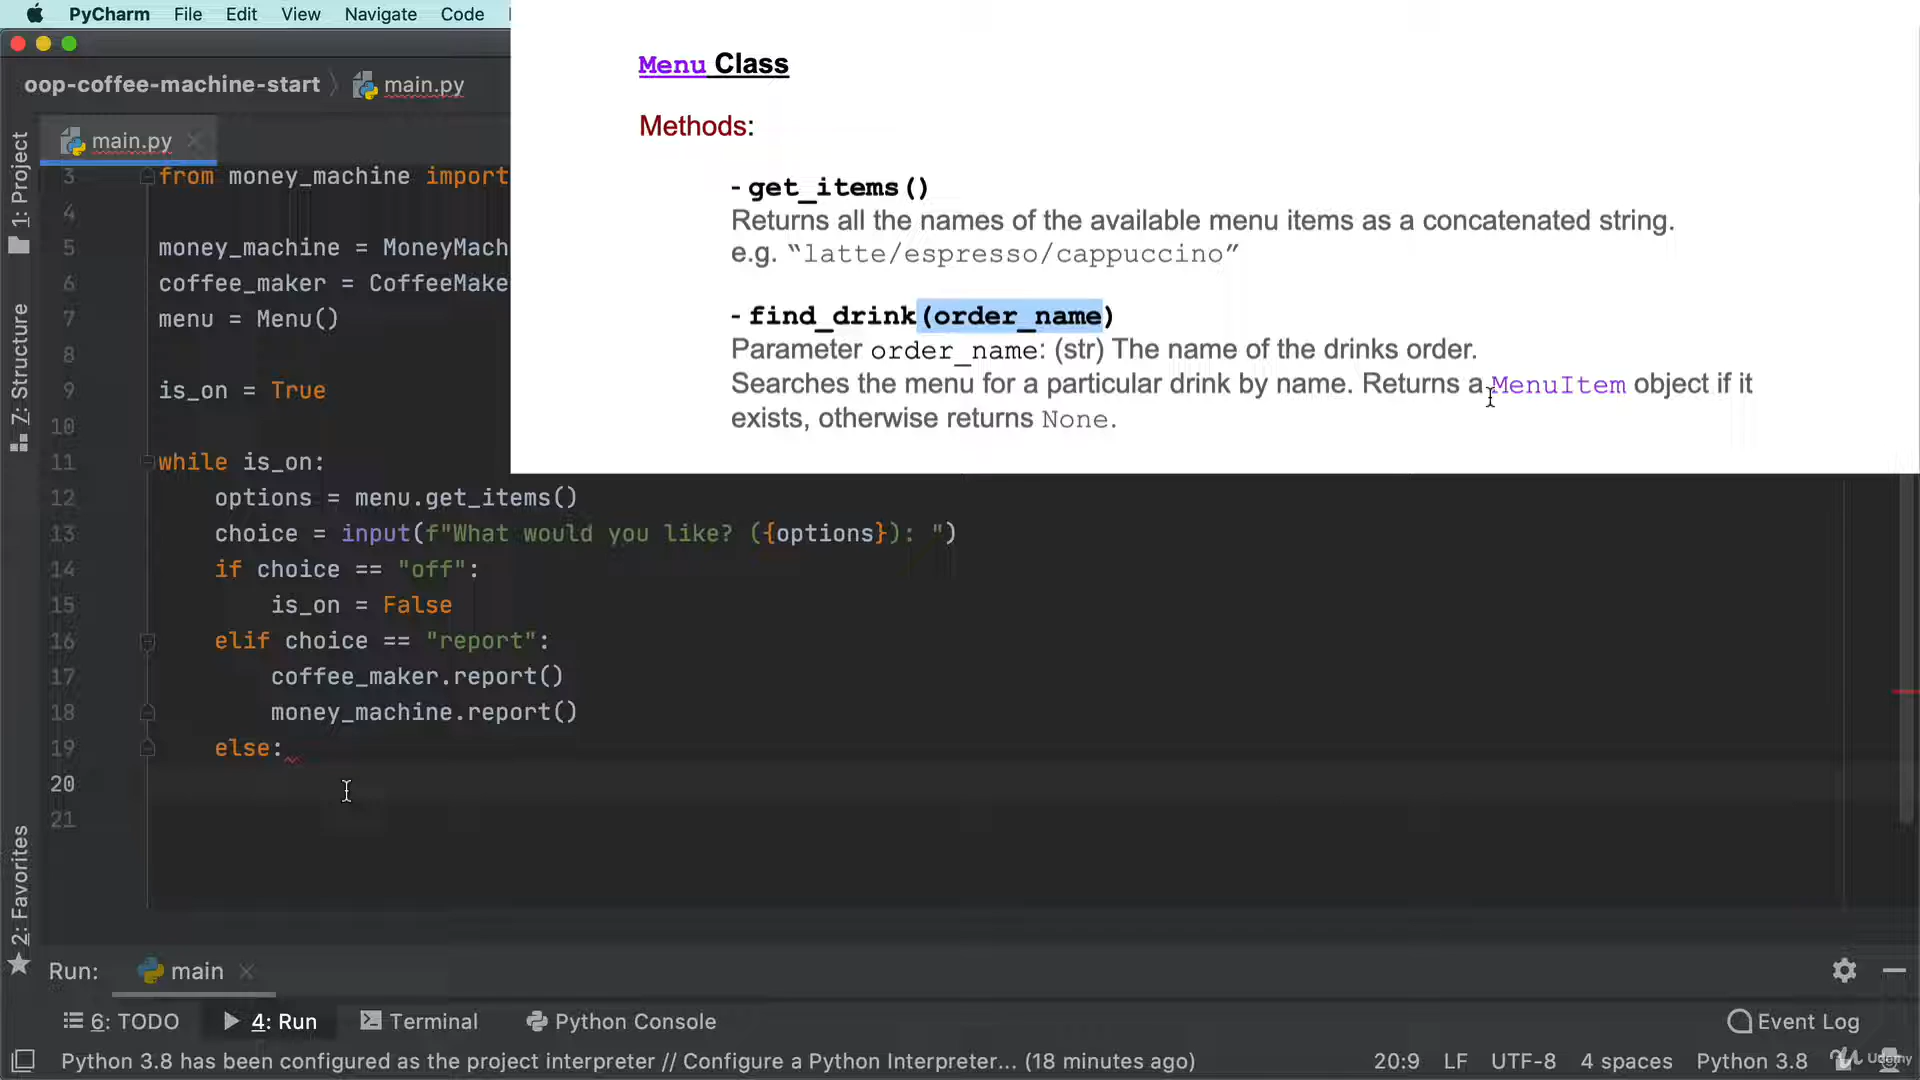 PyCharm File Edit View Navigate Code
oop-coffee-machine-start main.py
main.py
1: Project
7: Structure
2: Favorites
Menu Class
Methods:
- get_items()
Returns all the names of the available menu items as a concatenated string.
e.g. “latte/espresso/cappuccino”
- find_drink(order_name)
Parameter order_name: (str) The name of the drinks order.
Searches the menu for a particular drink by name. Returns a MenuItem object if it
exists, otherwise returns None.
3 from money_machine import
4
5 money_machine = MoneyMach
6 coffee_maker = CoffeeMake
7 menu = Menu()
8
9 is_on = True
10
11 while is_on:
12 options = menu.get_items()
13 choice = input(f"What would you like? ({options}): ")
14 if choice == "off":
15 is_on = False
16 elif choice == "report":
17 coffee_maker.report()
18 money_machine.report()
19 else:
20
21
Run: main
6: TODO 4: Run Terminal Python Console Event Log
Python 3.8 has been configured as the project interpreter // Configure a Python Interpreter... (18 minutes ago) 20:9 LF UTF-8 4 spaces Python 3.8 Udemy